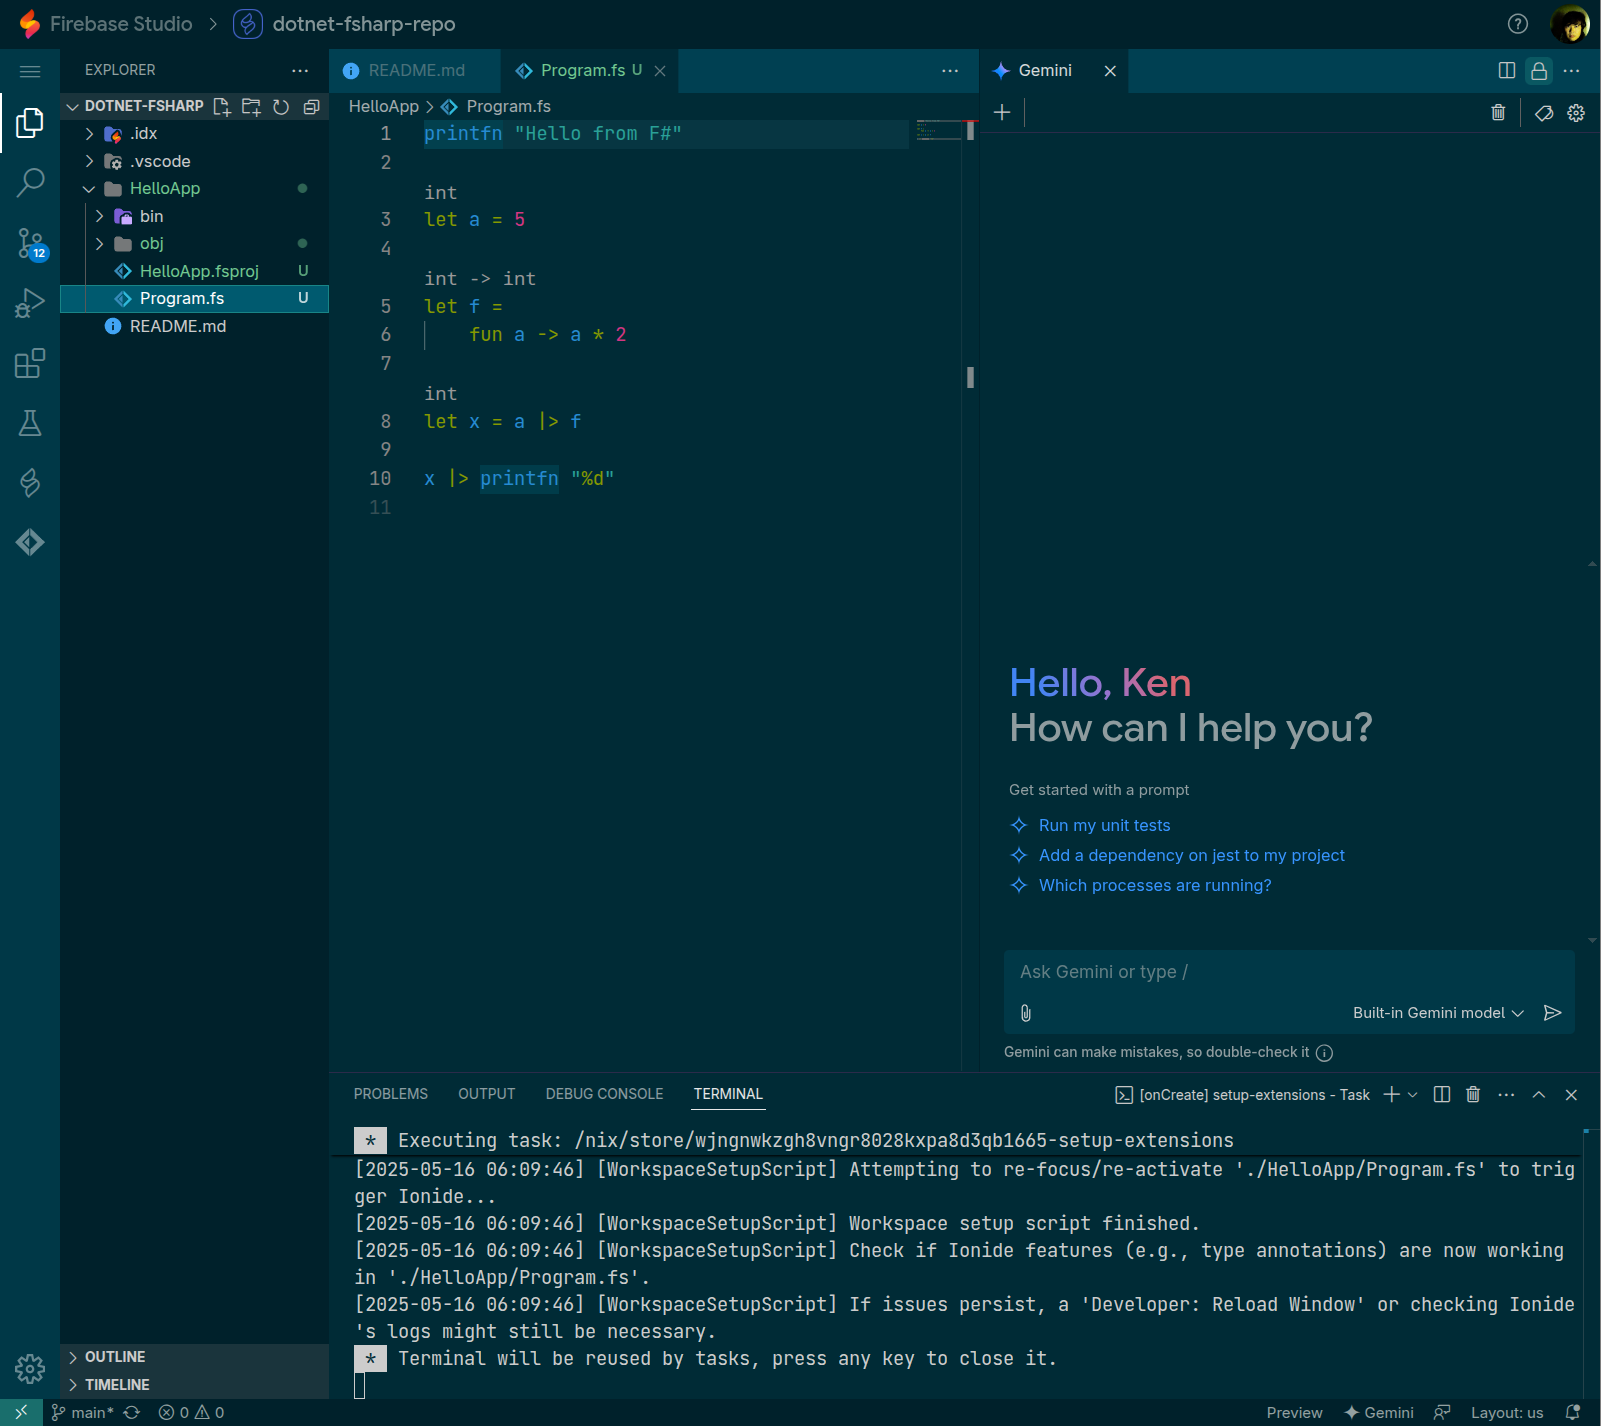 Firebase Studio > dotnet-fsharp-repo
EXPLORER
DOTNET-FSHARP
.idx
.vscode
HelloApp
bin
obj
HelloApp.fsproj U
Program.fs U
README.md
12
OUTLINE
TIMELINE
README.md
Program.fs U
HelloApp > Program.fs
1 printfn "Hello from F#"
2
int
3 let a = 5
4
int -> int
5 let f =
6 fun a -> a * 2
7
int
8 let x = a |> f
9
10 x |> printfn "%d"
11
Gemini
Hello, Ken
How can I help you?
Get started with a prompt
Run my unit tests
Add a dependency on jest to my project
Which processes are running?
Ask Gemini or type /
Built-in Gemini model
Gemini can make mistakes, so double-check it
PROBLEMS OUTPUT DEBUG CONSOLE TERMINAL
[onCreate] setup-extensions - Task
* Executing task: /nix/store/wjngnwkzgh8vngr8028kxpa8d3qb1665-setup-extensions
[2025-05-16 06:09:46] [WorkspaceSetupScript] Attempting to re-focus/re-activate './HelloApp/Program.fs' to trig
ger Ionide...
[2025-05-16 06:09:46] [WorkspaceSetupScript] Workspace setup script finished.
[2025-05-16 06:09:46] [WorkspaceSetupScript] Check if Ionide features (e.g., type annotations) are now working
in './HelloApp/Program.fs'.
[2025-05-16 06:09:46] [WorkspaceSetupScript] If issues persist, a 'Developer: Reload Window' or checking Ionide
's logs might still be necessary.
* Terminal will be reused by tasks, press any key to close it.
main* 0 0
Preview Gemini Layout: us